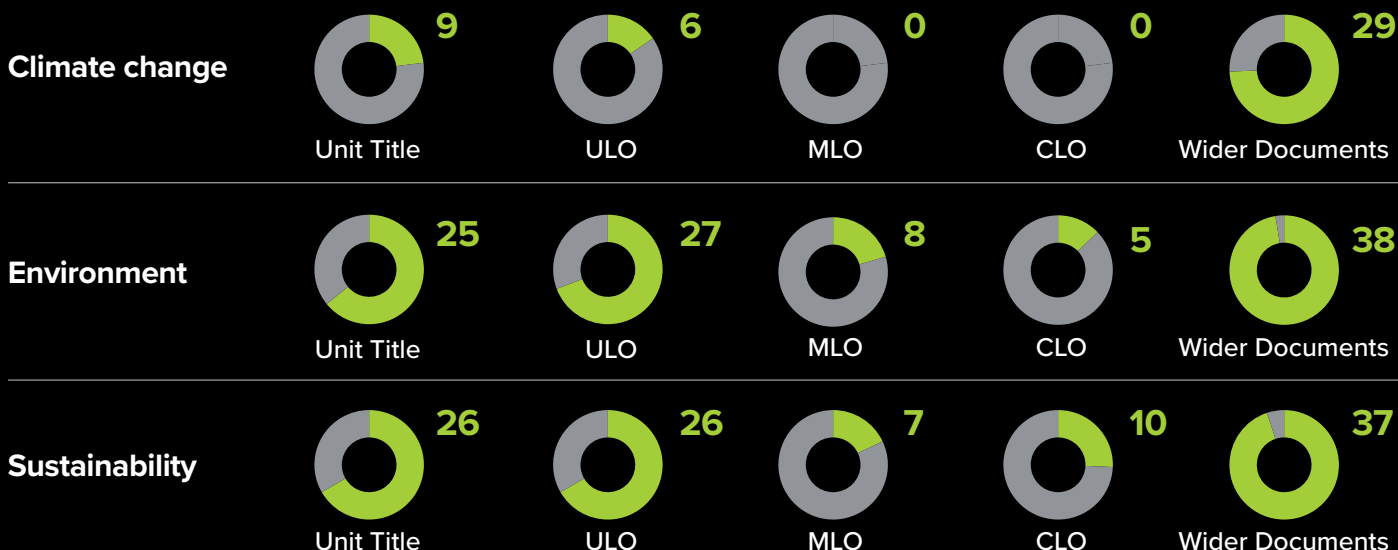 9 6 0 0 29
Climate change
Unit Title ULO MLO CLO Wider Documents
25 27 8 5 38
Environment
Unit Title ULO MLO CLO Wider Documents
26 26 7 10 37
Sustainability
Unit Title ULO MLO CLO Wider Documents